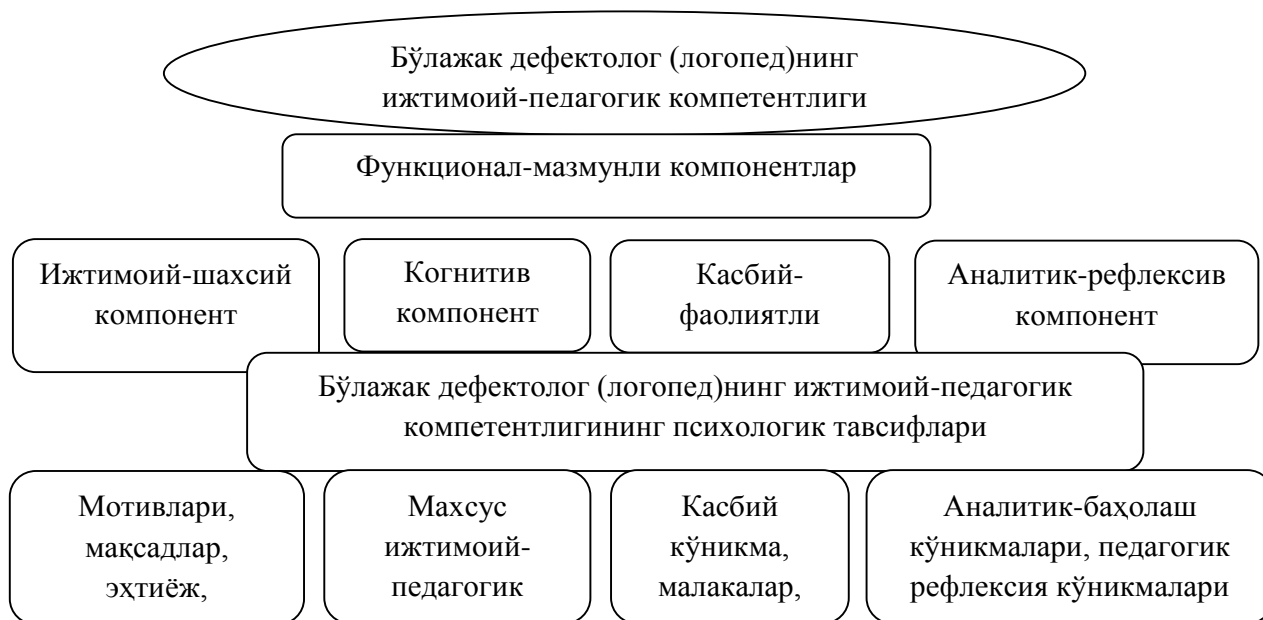 Бўлажак дефектолог (логопед)нинг
ижтимоий-педагогик компетентлиги
Функционал-мазмунли компонентлар
Ижтимоий-шахсий
компонент
Когнитив
компонент
Касбий-
фаолиятли
Аналитик-рефлексив
компонент
Бўлажак дефектолог (логопед)нинг ижтимоий-педагогик
компетентлигининг психологик тавсифлари
Мотивлари,
мақсадлар,
эҳтиёж,
Махсус
ижтимоий-
педагогик
Касбий
кўникма,
малакалар,
Аналитик-баҳолаш
кўникмалари, педагогик
рефлексия кўникмалари